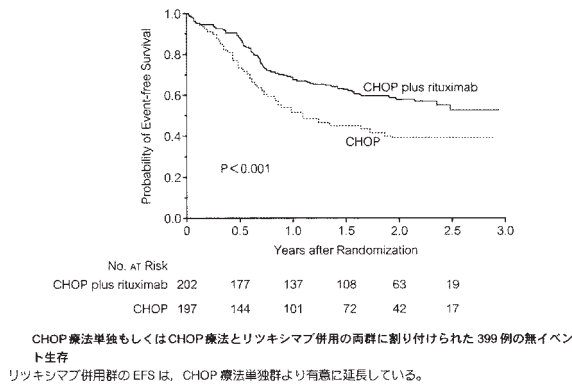 Probability of Event-free Survival
1.0
0.8
0.6
0.4
0.2
0.0
CHOP plus rituximab
CHOP
P<0.001
0 0.5 1.0 1.5 2.0 2.5 3.0
Years after Randomization
No. AT Risk
CHOP plus rituximab 202 177 137 108 63 19
CHOP 197 144 101 72 42 17
CHOP療法単独もしくはCHOP療法とリツキシマブ併用の両群に割り付けられた399例の無イベン
ト生存
リツキシマブ併用群のEFSは，CHOP療法単独群より有意に延長している。